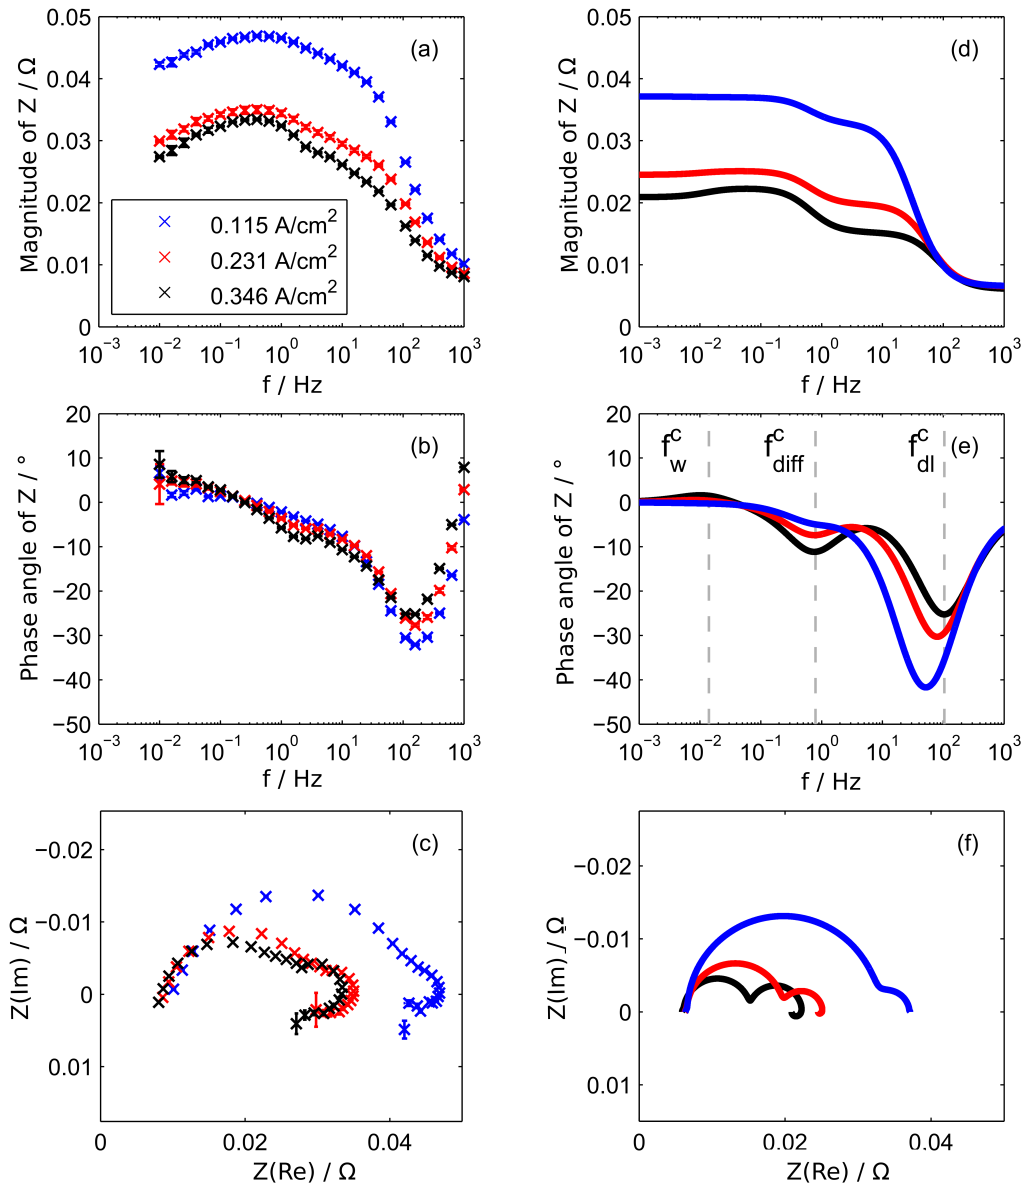 (a)
Magnitude of Z / Ω
0.05
0.04
0.03
0.02
0.01
0
0.115 A/cm²
0.231 A/cm²
0.346 A/cm²
10⁻³ 10⁻² 10⁻¹ 10⁰ 10¹ 10² 10³
f / Hz
(d)
Magnitude of Z / Ω
0.05
0.04
0.03
0.02
0.01
0
10⁻³ 10⁻² 10⁻¹ 10⁰ 10¹ 10² 10³
f / Hz
(b)
Phase angle of Z / °
20
10
0
−10
−20
−30
−40
−50
10⁻³ 10⁻² 10⁻¹ 10⁰ 10¹ 10² 10³
f / Hz
f_w^c f_diff^c f_dl^c (e)
Phase angle of Z / °
20
10
0
−10
−20
−30
−40
−50
10⁻³ 10⁻² 10⁻¹ 10⁰ 10¹ 10² 10³
f / Hz
(c)
Z(Im) / Ω
−0.02
−0.01
0
0.01
0 0.02 0.04
Z(Re) / Ω
(f)
Z(Im) / Ω
−0.02
−0.01
0
0.01
0 0.02 0.04
Z(Re) / Ω